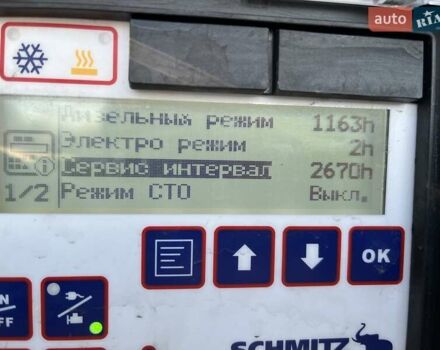 auto RIA
Дизельный режим 1163h
Электро режим 2h
Сервис интервал 2670h
1/2 Режим СТО Выкл.
OK
SCHMITZ